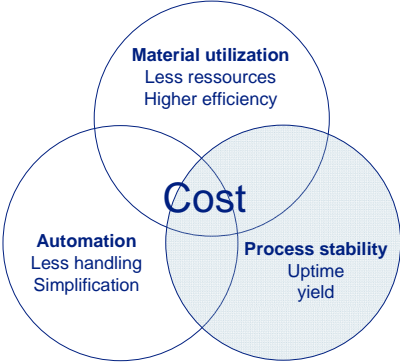 Material utilization
Less ressources
Higher efficiency
Cost
Automation
Less handling
Simplification
Process stability
Uptime
yield